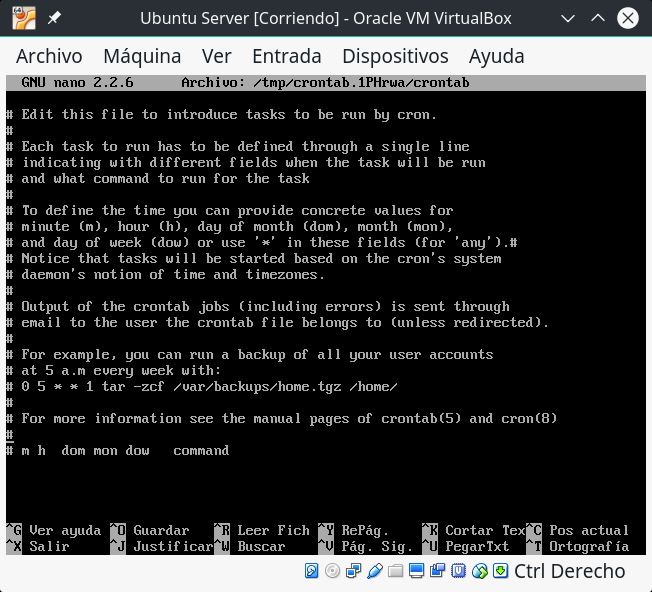 Ubuntu Server [Corriendo] - Oracle VM VirtualBox
Archivo Máquina Ver Entrada Dispositivos Ayuda
GNU nano 2.2.6 Archivo: /tmp/crontab.1PHrwa/crontab
# Edit this file to introduce tasks to be run by cron.
#
# Each task to run has to be defined through a single line
# indicating with different fields when the task will be run
# and what command to run for the task
#
# To define the time you can provide concrete values for
# minute (m), hour (h), day of month (dom), month (mon),
# and day of week (dow) or use '*' in these fields (for 'any').#
# Notice that tasks will be started based on the cron's system
# daemon's notion of time and timezones.
#
# Output of the crontab jobs (including errors) is sent through
# email to the user the crontab file belongs to (unless redirected).
#
# For example, you can run a backup of all your user accounts
# at 5 a.m every week with:
# 0 5 * * 1 tar -zcf /var/backups/home.tgz /home/
#
# For more information see the manual pages of crontab(5) and cron(8)
#
# m h  dom mon dow   command
^G Ver ayuda ^O Guardar ^R Leer Fich ^Y RePág. ^K Cortar Tex ^C Pos actual
^X Salir ^J Justificar ^W Buscar ^V Pág. Sig. ^U PegarTxt ^T Ortografía
Ctrl Derecho